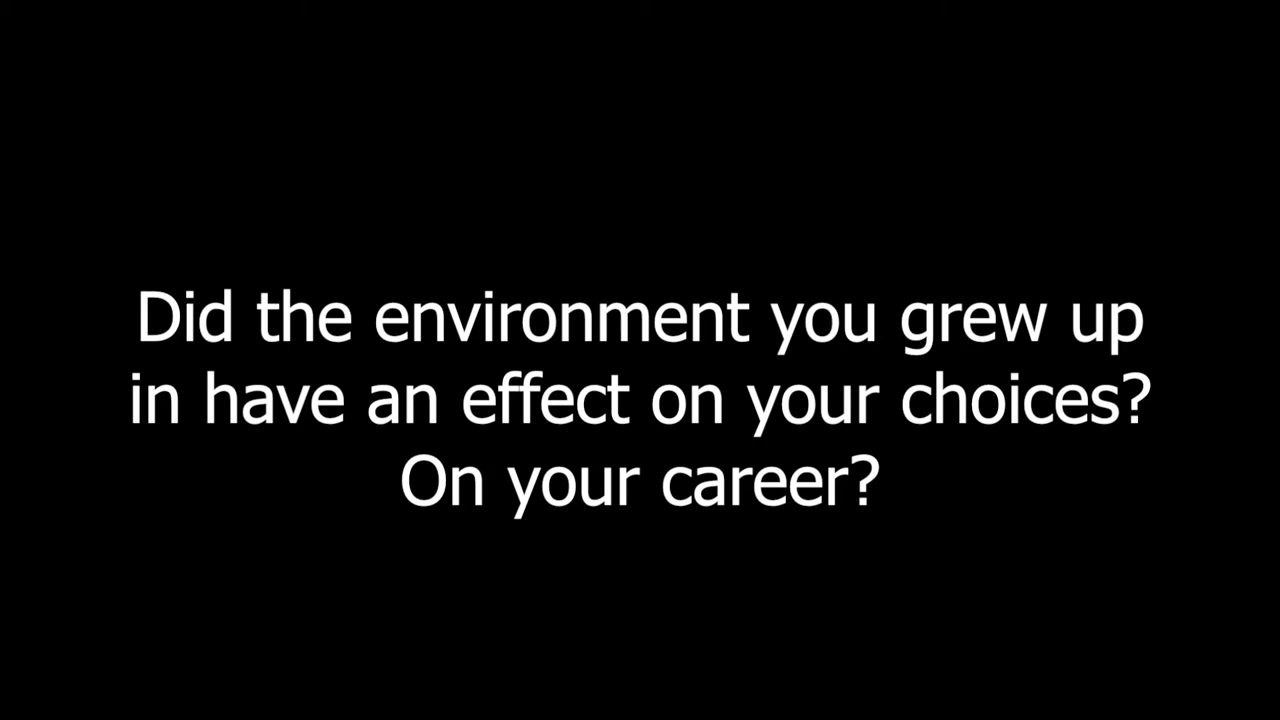 Did the environment you grew up
in have an effect on your choices?
On your career?